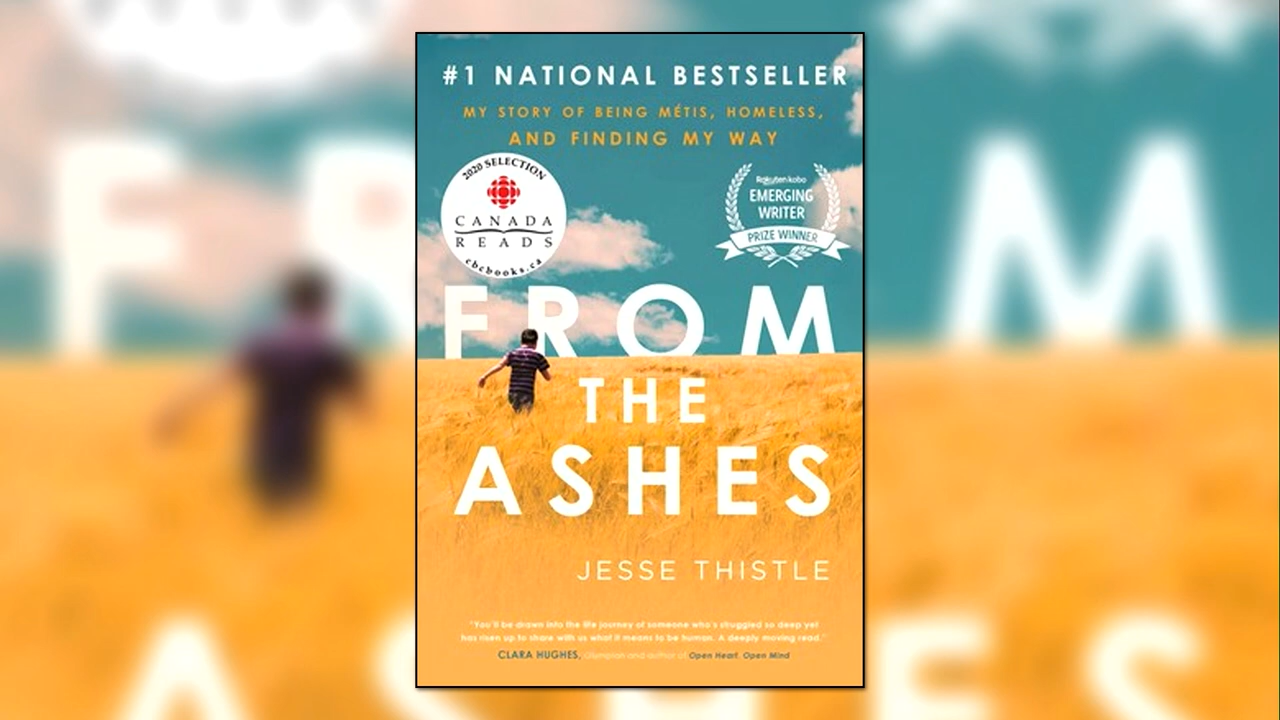 #1 NATIONAL BESTSELLER
MY STORY OF BEING MÉTIS, HOMELESS,
AND FINDING MY WAY
2020 SELECTION
CANADA
READS
cbcbooks.ca
Rakuten kobo
EMERGING
WRITER
PRIZE WINNER
FROM
THE
ASHES
JESSE THISTLE
"You'll be drawn into the life journey of someone who's struggled so deep yet
has risen up to share with us what it means to be human. A deeply moving read."
CLARA HUGHES, Olympian and author of Open Heart, Open Mind